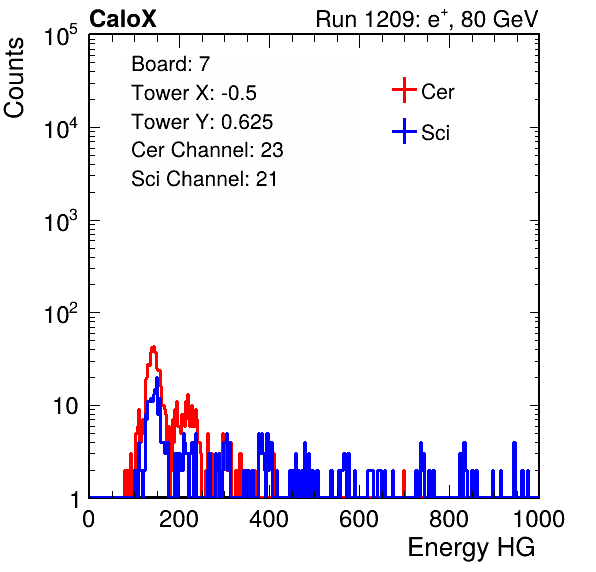 CaloX Run 1209: e⁺, 80 GeV
Counts
10⁵
10⁴
10³
10²
10
1
Board: 7
Tower X: -0.5
Tower Y: 0.625
Cer Channel: 23
Sci Channel: 21
Cer
Sci
0 200 400 600 800 1000
Energy HG